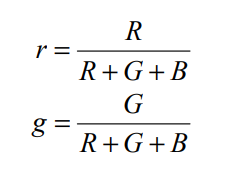 r = R / (R + G + B)
g = G / (R + G + B)